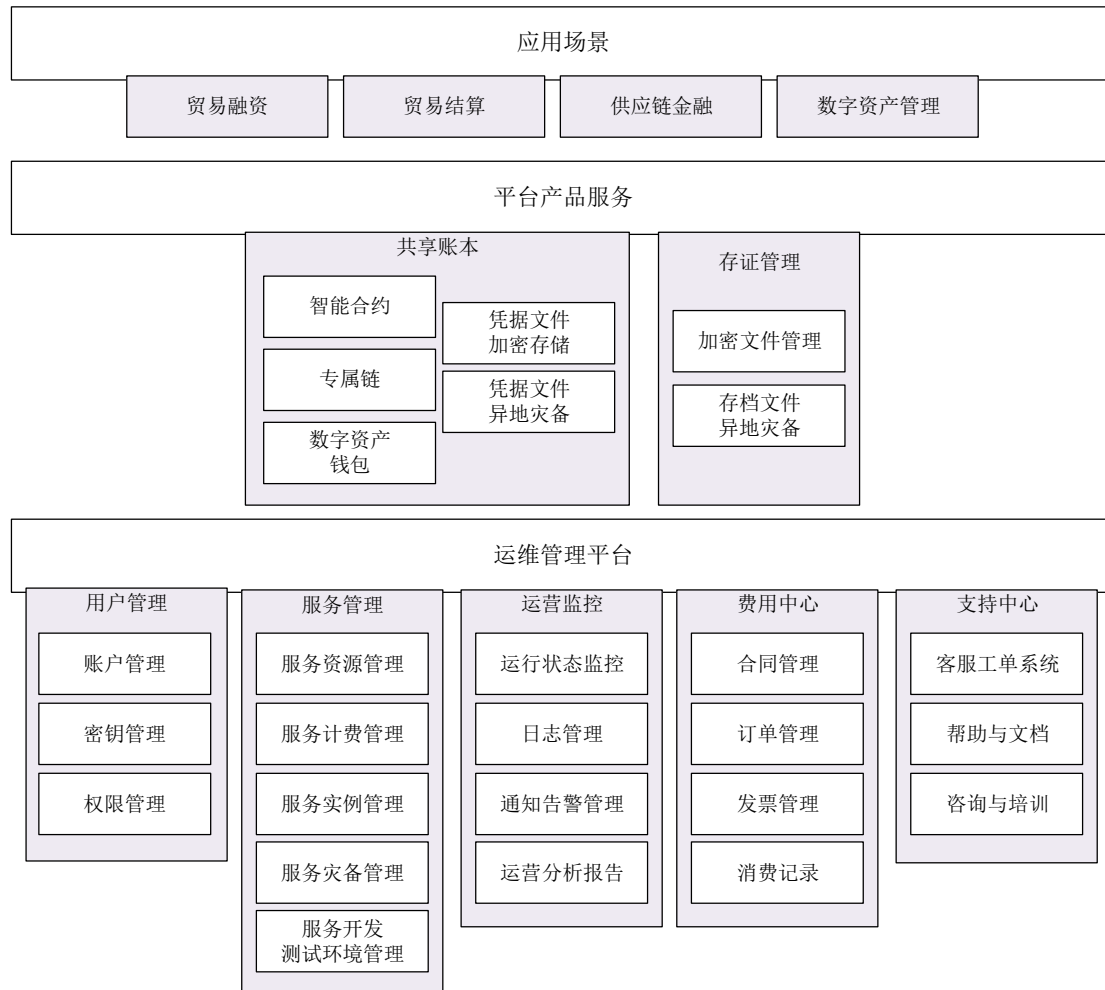 应用场景
贸易融资
贸易结算
供应链金融
数字资产管理
平台产品服务
共享账本
智能合约
专属链
数字资产
钱包
凭据文件
加密存储
凭据文件
异地灾备
存证管理
加密文件管理
存档文件
异地灾备
运维管理平台
用户管理
账户管理
密钥管理
权限管理
服务管理
服务资源管理
服务计费管理
服务实例管理
服务灾备管理
服务开发
测试环境管理
运营监控
运行状态监控
日志管理
通知告警管理
运营分析报告
费用中心
合同管理
订单管理
发票管理
消费记录
支持中心
客服工单系统
帮助与文档
咨询与培训